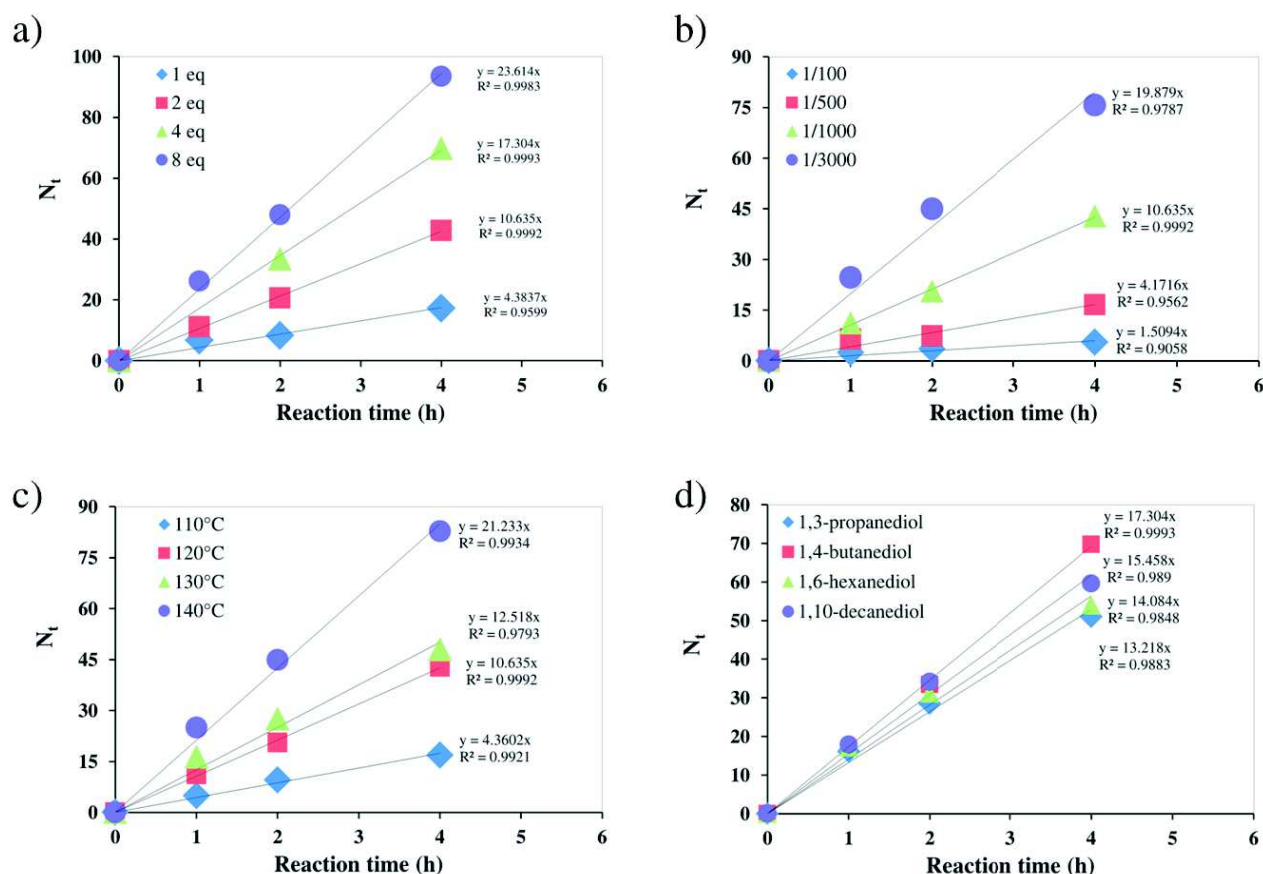 a)
100
80
60
40
20
0
N_t
1 eq
2 eq
4 eq
8 eq
y = 23.614x
R² = 0.9983
y = 17.304x
R² = 0.9993
y = 10.635x
R² = 0.9992
y = 4.3837x
R² = 0.9599
0 1 2 3 4 5 6
Reaction time (h)
b)
90
75
60
45
30
15
0
N_t
1/100
1/500
1/1000
1/3000
y = 19.879x
R² = 0.9787
y = 10.635x
R² = 0.9992
y = 4.1716x
R² = 0.9562
y = 1.5094x
R² = 0.9058
0 1 2 3 4 5 6
Reaction time (h)
c)
90
75
60
45
30
15
0
N_t
110°C
120°C
130°C
140°C
y = 21.233x
R² = 0.9934
y = 12.518x
R² = 0.9793
y = 10.635x
R² = 0.9992
y = 4.3602x
R² = 0.9921
0 1 2 3 4 5 6
Reaction time (h)
d)
80
70
60
50
40
30
20
10
0
N_t
1,3-propanediol
1,4-butanediol
1,6-hexanediol
1,10-decanediol
y = 17.304x
R² = 0.9993
y = 15.458x
R² = 0.989
y = 14.084x
R² = 0.9848
y = 13.218x
R² = 0.9883
0 1 2 3 4 5 6
Reaction time (h)